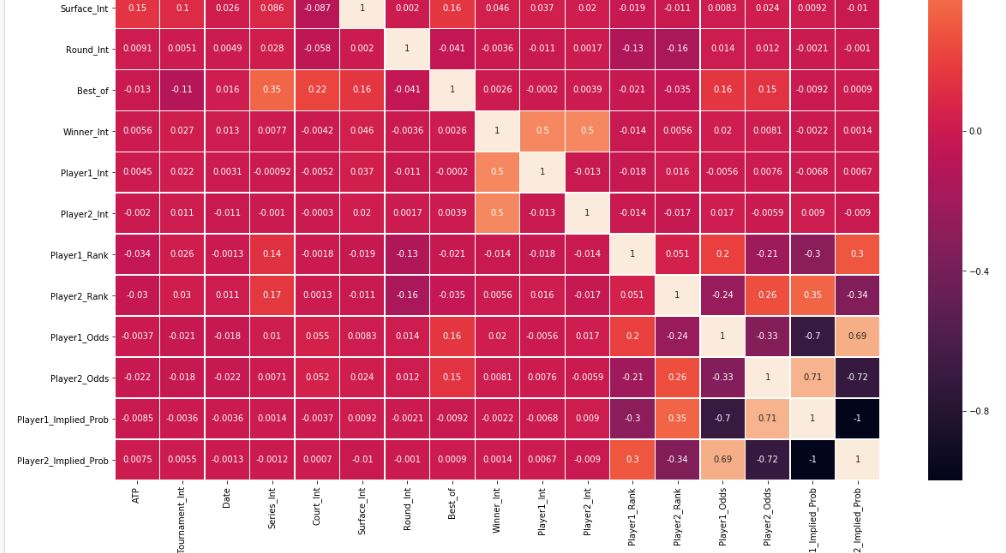 Surface_Int 0.15 0.1 0.026 0.086 -0.087 1 0.002 0.16 0.046 0.037 0.02 -0.019 -0.011 0.0083 0.024 0.0092 -0.01
Round_Int 0.0091 0.0051 0.0049 0.028 -0.058 0.002 1 -0.041 -0.0036 -0.011 0.0017 -0.13 -0.16 0.014 0.012 -0.0021 -0.001
Best_of -0.013 -0.11 0.016 0.35 0.22 0.16 -0.041 1 0.0026 -0.0002 0.0039 -0.021 -0.035 0.16 0.15 -0.0092 0.0009
Winner_Int 0.0056 0.027 0.013 0.0077 -0.0042 0.046 -0.0036 0.0026 1 0.5 0.5 -0.014 0.0056 0.02 0.0081 -0.0022 0.0014
0.0
Player1_Int 0.0045 0.022 0.0031 -0.00092 -0.0052 0.037 -0.011 -0.0002 0.5 1 -0.013 -0.018 0.016 -0.0056 0.0076 -0.0068 0.0067
Player2_Int -0.002 0.011 -0.011 -0.001 -0.0003 0.02 0.0017 0.0039 0.5 -0.013 1 -0.014 -0.017 0.017 -0.0059 0.009 -0.009
Player1_Rank -0.034 0.026 -0.0013 0.14 -0.0018 -0.019 -0.13 -0.021 -0.014 -0.018 -0.014 1 0.051 0.2 -0.21 -0.3 0.3
−0.4
Player2_Rank -0.03 0.03 0.011 0.17 0.0013 -0.011 -0.16 -0.035 0.0056 0.016 -0.017 0.051 1 -0.24 0.26 0.35 -0.34
Player1_Odds -0.0037 -0.021 -0.018 0.01 0.055 0.0083 0.014 0.16 0.02 -0.0056 0.017 0.2 -0.24 1 -0.33 -0.7 0.69
Player2_Odds -0.022 -0.018 -0.022 0.0071 0.052 0.024 0.012 0.15 0.0081 0.0076 -0.0059 -0.21 0.26 -0.33 1 0.71 -0.72
−0.8
Player1_Implied_Prob -0.0085 -0.0036 -0.0036 0.0014 -0.0037 0.0092 -0.0021 -0.0092 -0.0022 -0.0068 0.009 -0.3 0.35 -0.7 0.71 1 -1
Player2_Implied_Prob 0.0075 0.0055 -0.0013 -0.0012 0.0007 -0.01 -0.001 0.0009 0.0014 0.0067 -0.009 0.3 -0.34 0.69 -0.72 -1 1
ATP
Tournament_Int
Date
Series_Int
Court_Int
Surface_Int
Round_Int
Best_of
Winner_Int
Player1_Int
Player2_Int
Player1_Rank
Player2_Rank
Player1_Odds
Player2_Odds
1_Implied_Prob
2_Implied_Prob